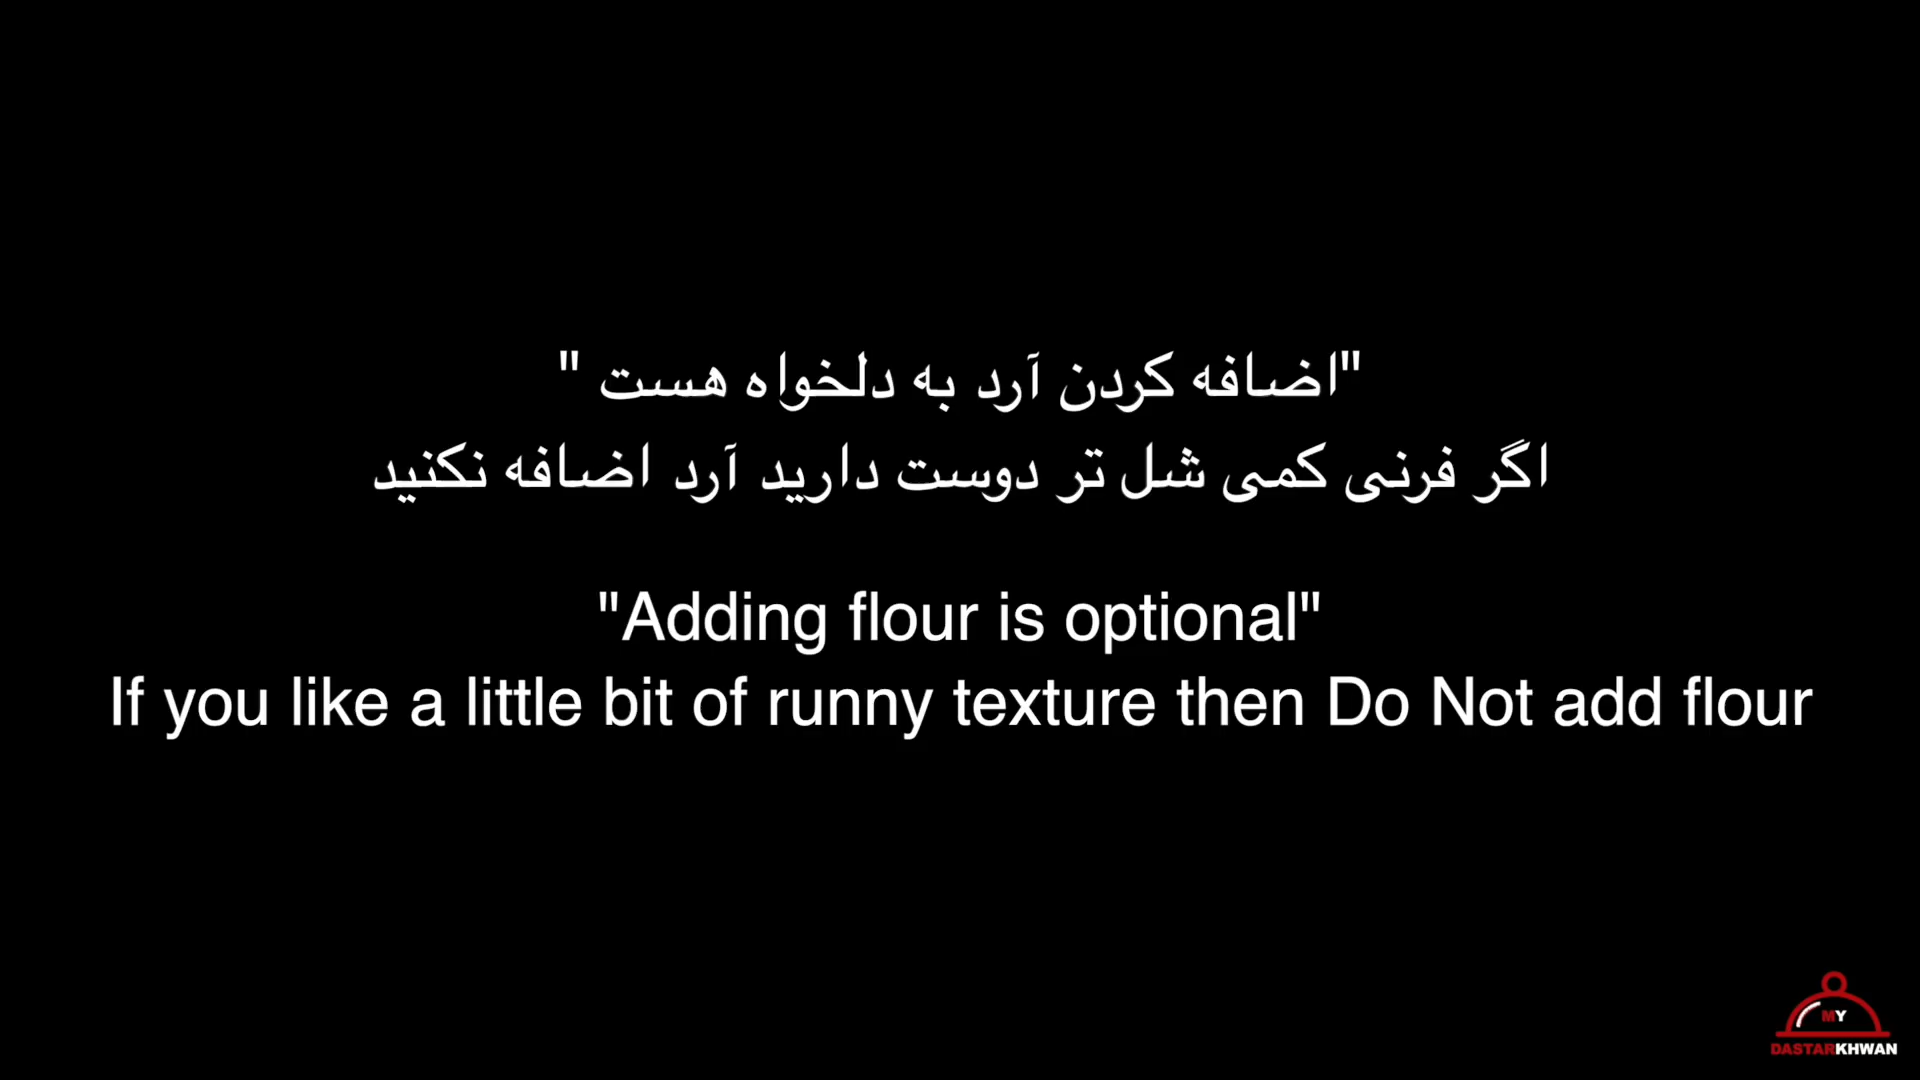 "اضافه کردن آرد به دلخواه هست "
اگر فرنی کمی شل تر دوست دارید آرد اضافه نکنید
"Adding flour is optional"
If you like a little bit of runny texture then Do Not add flour
MY
DASTARKHWAN